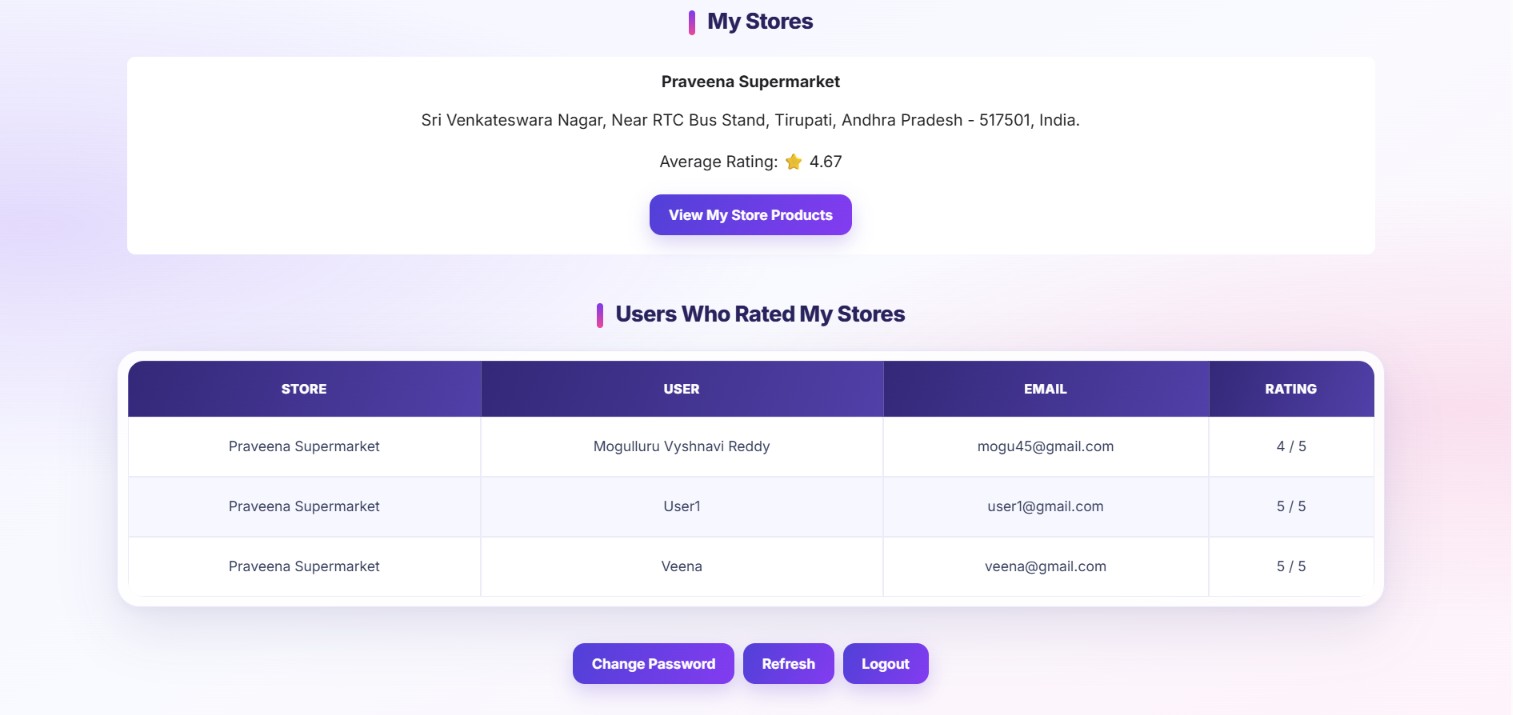 My Stores
Praveena Supermarket
Sri Venkateswara Nagar, Near RTC Bus Stand, Tirupati, Andhra Pradesh - 517501, India.
Average Rating: ⭐ 4.67
View My Store Products
Users Who Rated My Stores
STORE USER EMAIL RATING
Praveena Supermarket Mogulluru Vyshnavi Reddy mogu45@gmail.com 4 / 5
Praveena Supermarket User1 user1@gmail.com 5 / 5
Praveena Supermarket Veena veena@gmail.com 5 / 5
Change Password Refresh Logout